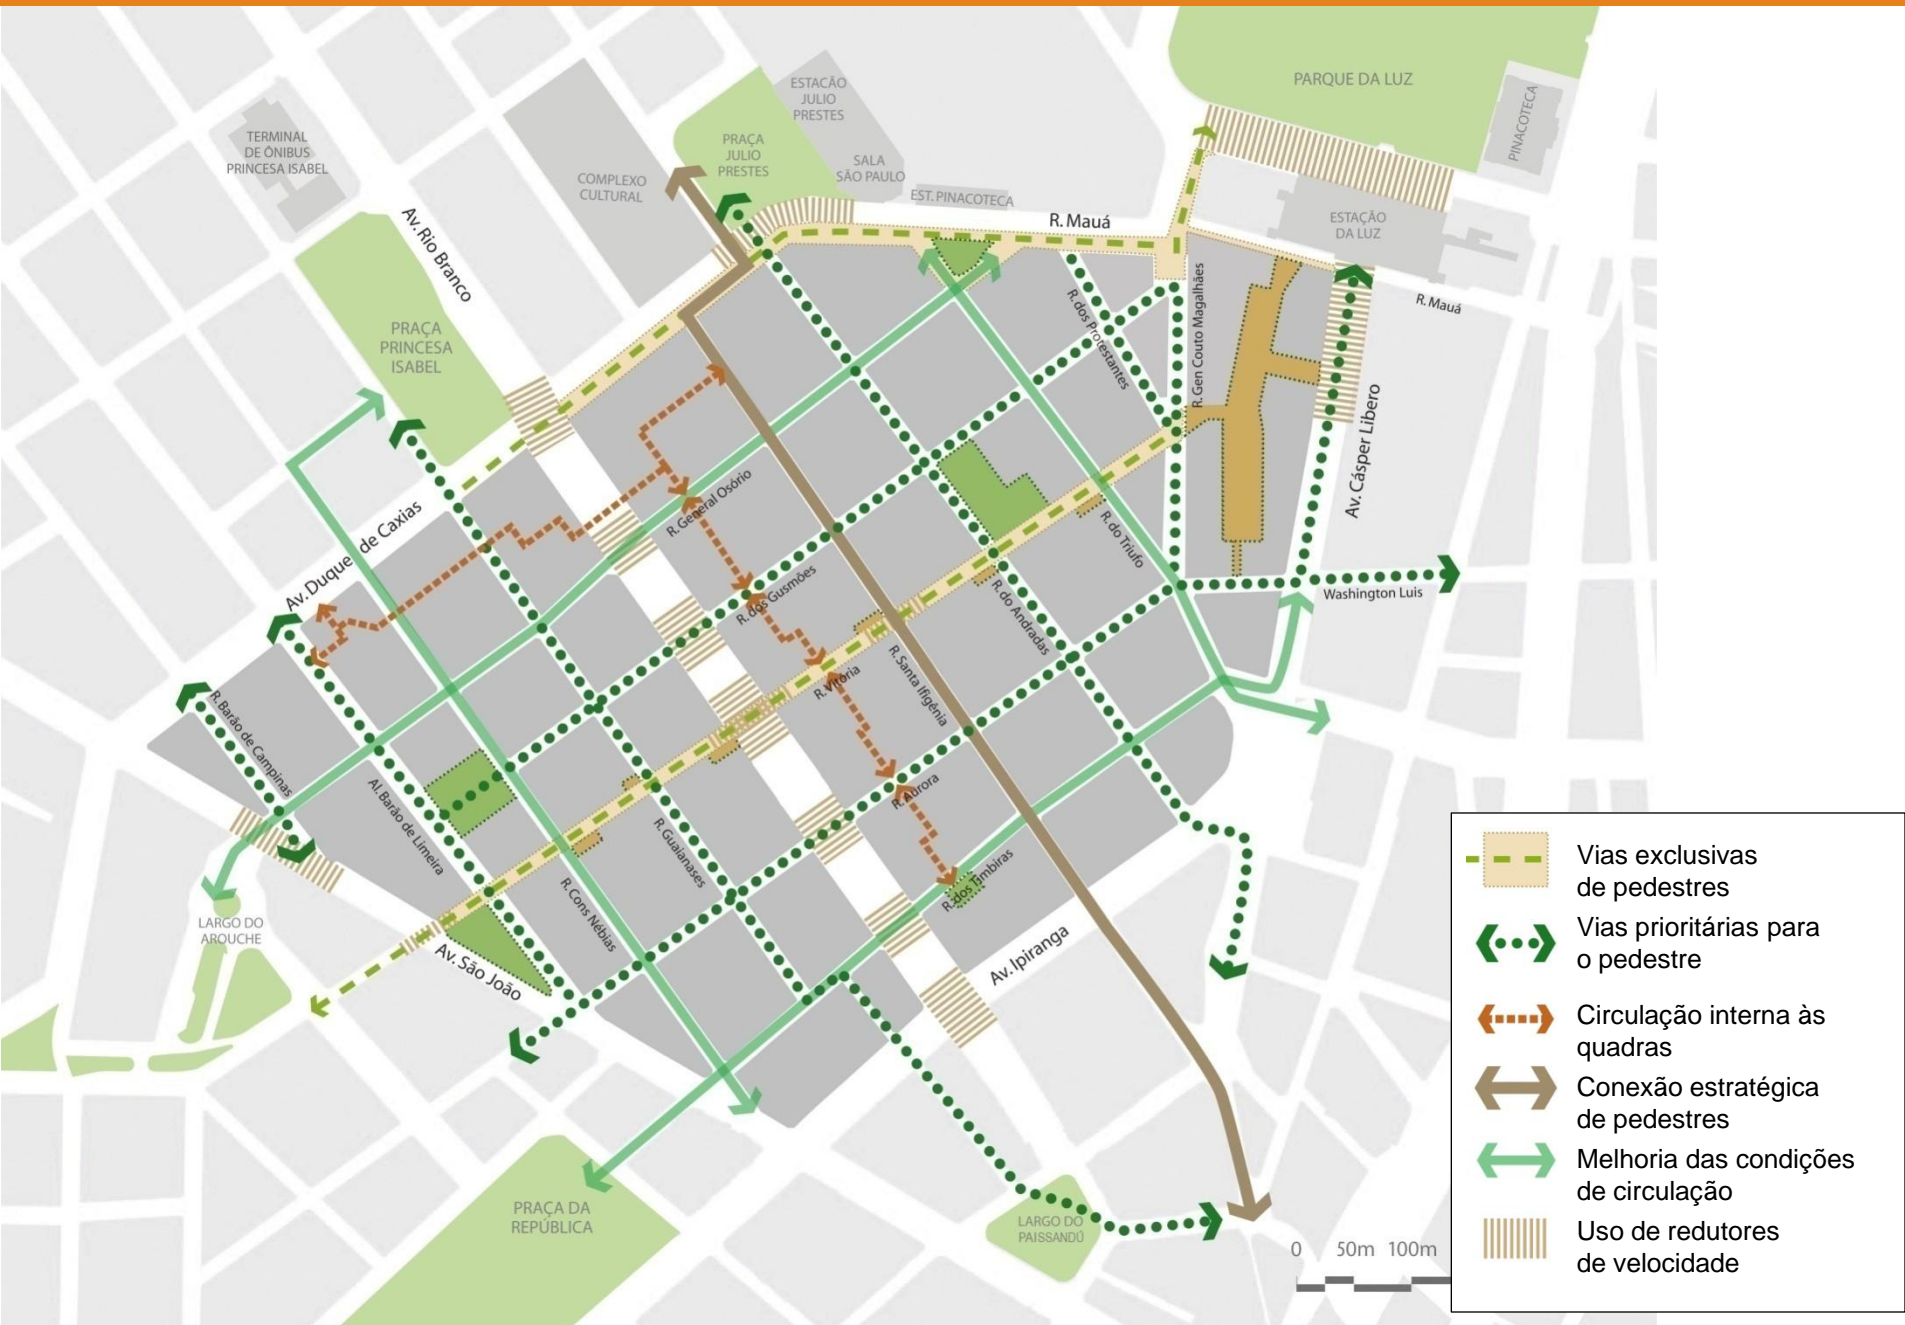 PARQUE DA LUZ
PINACOTECA
ESTACÃO
JULIO
PRESTES
TERMINAL
DE ÔNIBUS
PRINCESA ISABEL
PRAÇA
JULIO
PRESTES
SALA
SÃO PAULO
COMPLEXO
CULTURAL
EST. PINACOTECA
R. Mauá
ESTAÇÃO
DA LUZ
Av. Rio Branco
R. Mauá
PRAÇA
PRINCESA
ISABEL
R. dos Protestantes
R. Gen Couto Magalhães
Av. Cásper Libero
R. General Osório
Av. Duque de Caxias
R. do Triufo
R. dos Gusmões
Washington Luis
R. do Andradas
R. Vitória
R. Santa Ifigênia
R. Barão de Campinas
Al. Barão de Limeira
R. Aurora
R. Guaianases
R. dos Timbiras
R. Cons Nébias
LARGO DO
AROUCHE
Av. São João
Av. Ipiranga
PRAÇA DA
REPÚBLICA
LARGO DO
PAISSANDÚ
0 50m 100m
Vias exclusivas
de pedestres
Vias prioritárias para
o pedestre
Circulação interna às
quadras
Conexão estratégica
de pedestres
Melhoria das condições
de circulação
Uso de redutores
de velocidade